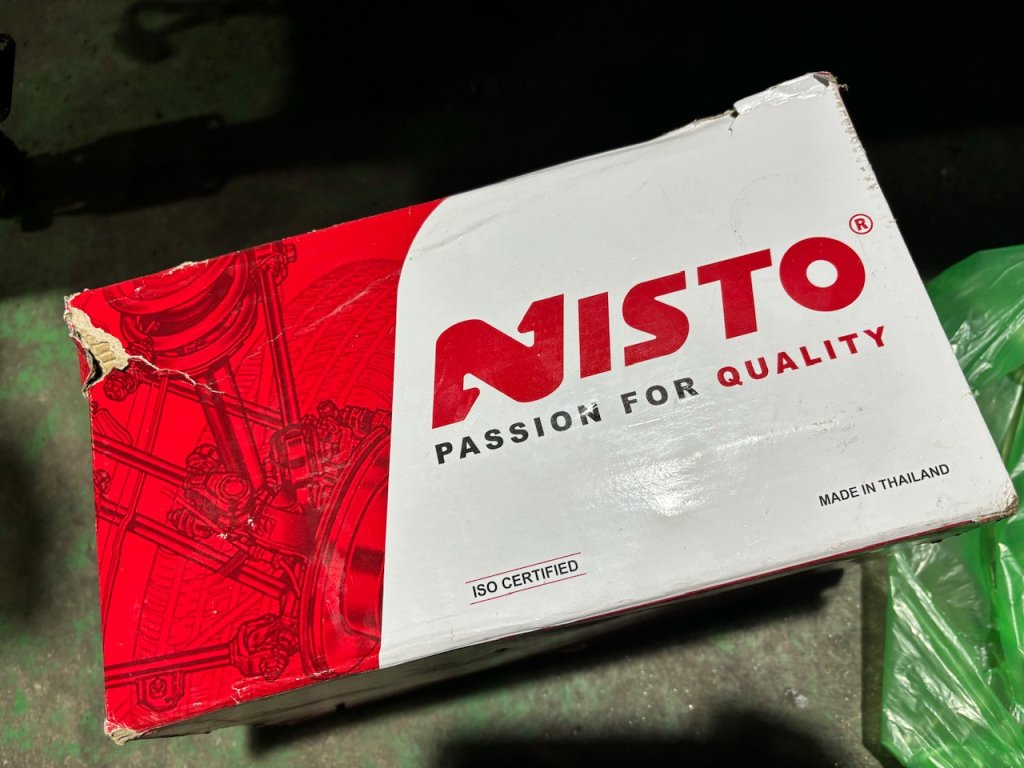 NISTO®
PASSION FOR QUALITY
MADE IN THAILAND
ISO CERTIFIED